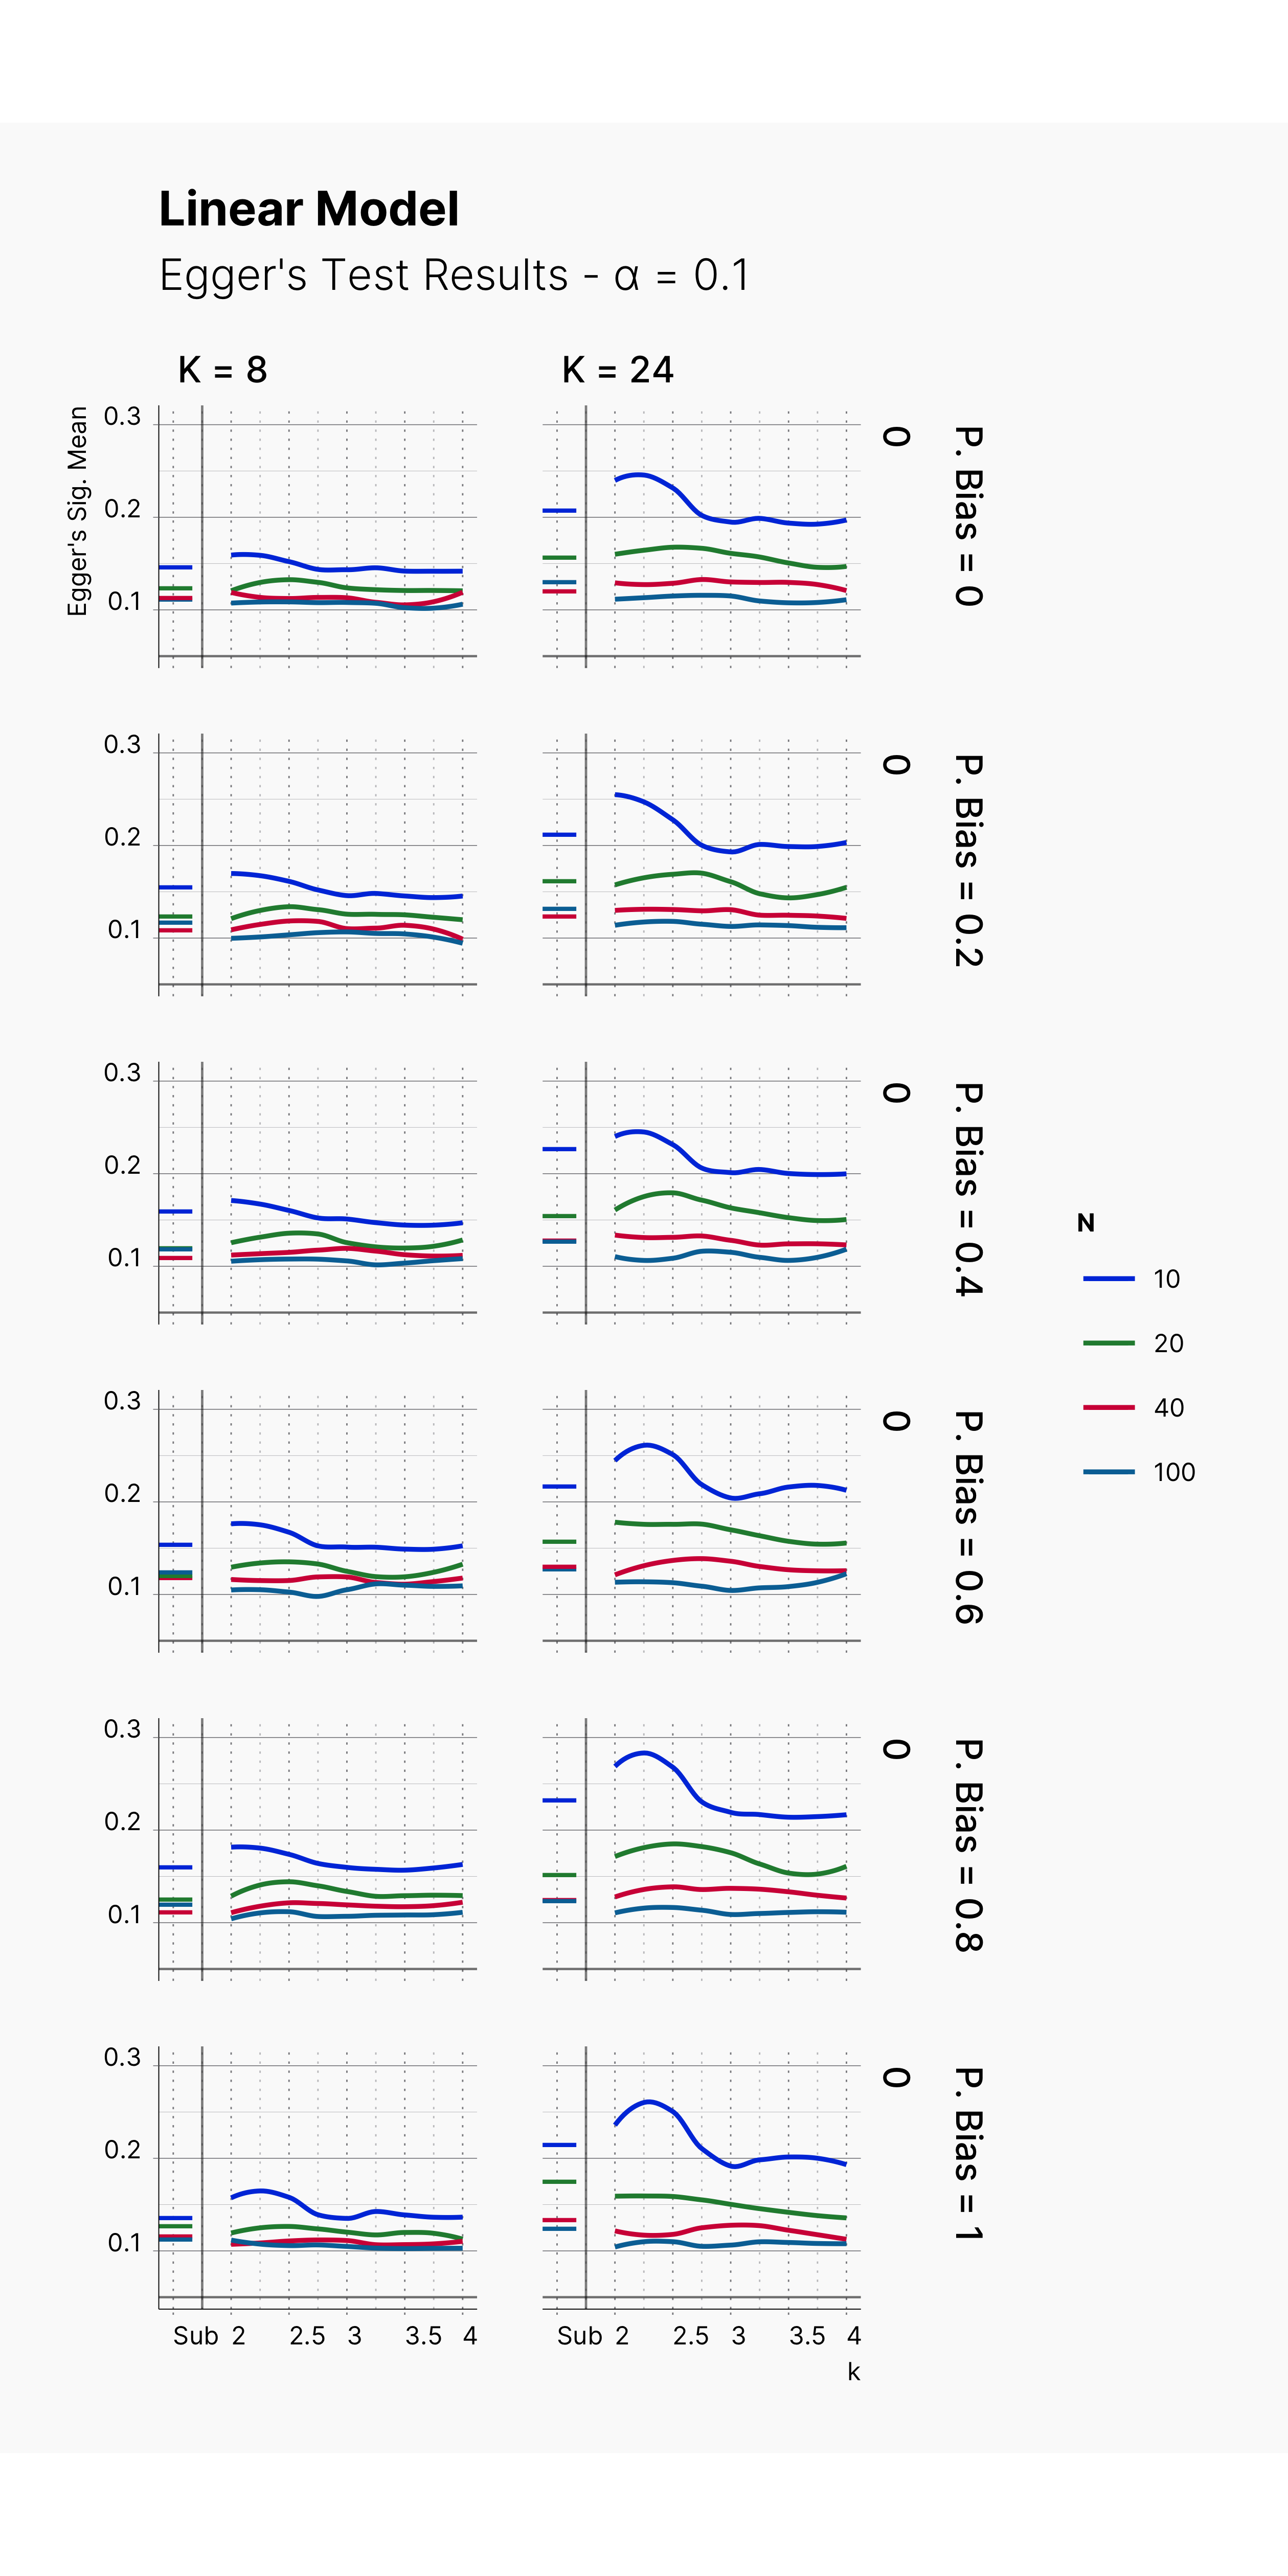 Linear Model
Egger's Test Results - α = 0.1
K = 8
K = 24
Egger's Sig. Mean
0.3
0.2
0.1
0
P. Bias = 0
0.3
0.2
0.1
0
P. Bias = 0.2
0.3
0.2
0.1
0
P. Bias = 0.4
N
10
20
40
100
0.3
0.2
0.1
0
P. Bias = 0.6
0.3
0.2
0.1
0
P. Bias = 0.8
0.3
0.2
0.1
0
P. Bias = 1
Sub 2 2.5 3 3.5 4
Sub 2 2.5 3 3.5 4
k